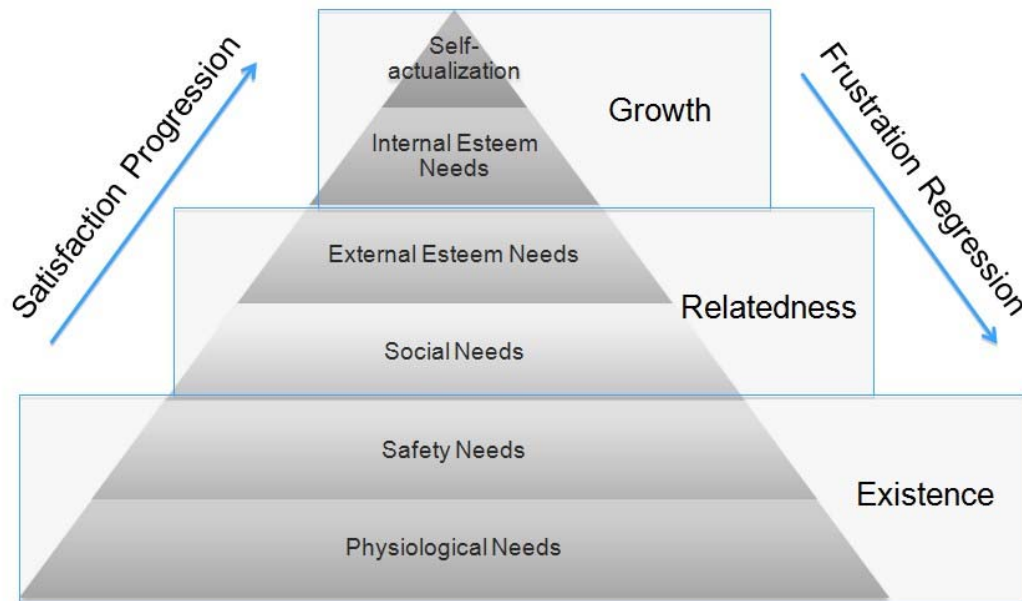 Satisfaction Progression
Self-
actualization
Growth
Frustration Regression
Internal Esteem
Needs
External Esteem Needs
Relatedness
Social Needs
Safety Needs
Existence
Physiological Needs